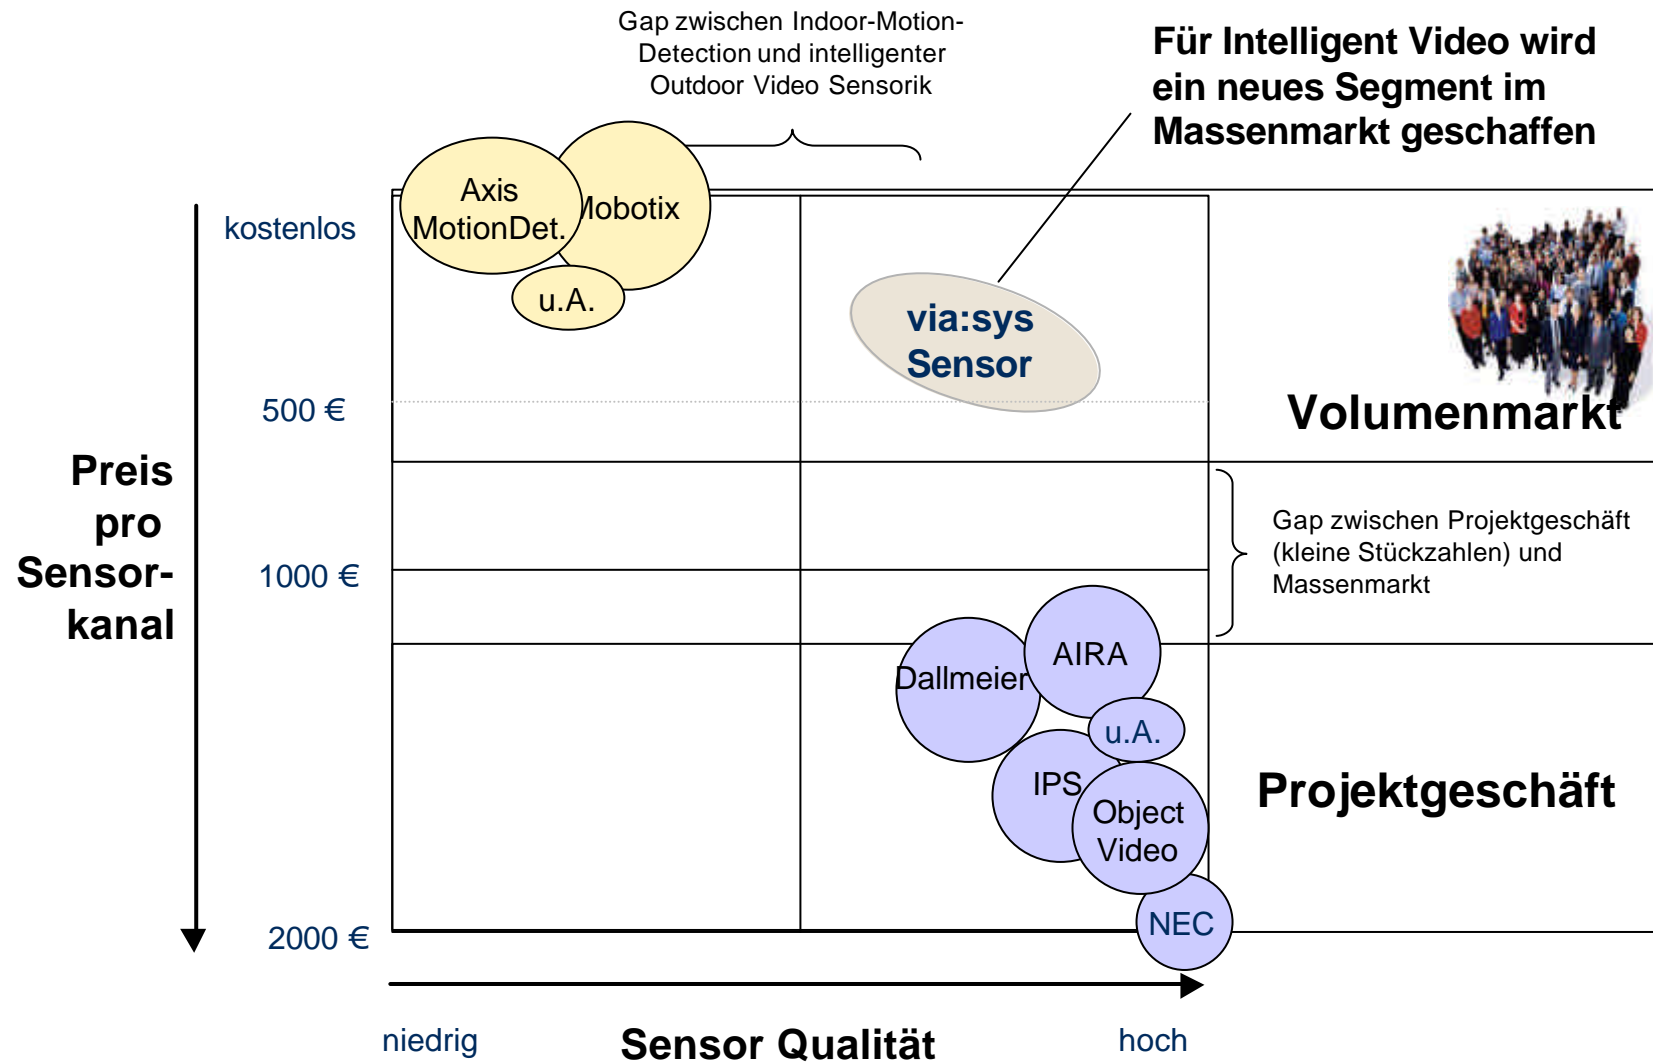 Gap zwischen Indoor-Motion-
Detection und intelligenter
Outdoor Video Sensorik
Für Intelligent Video wird
ein neues Segment im
Massenmarkt geschaffen
Axis
MotionDet.
Mobotix
u.A.
kostenlos
via:sys
Sensor
500 €
Volumenmarkt
Preis
pro
Sensor-
kanal
Gap zwischen Projektgeschäft
(kleine Stückzahlen) und
Massenmarkt
1000 €
AIRA
Dallmeier
u.A.
IPS
Object
Video
Projektgeschäft
NEC
2000 €
niedrig
Sensor Qualität
hoch